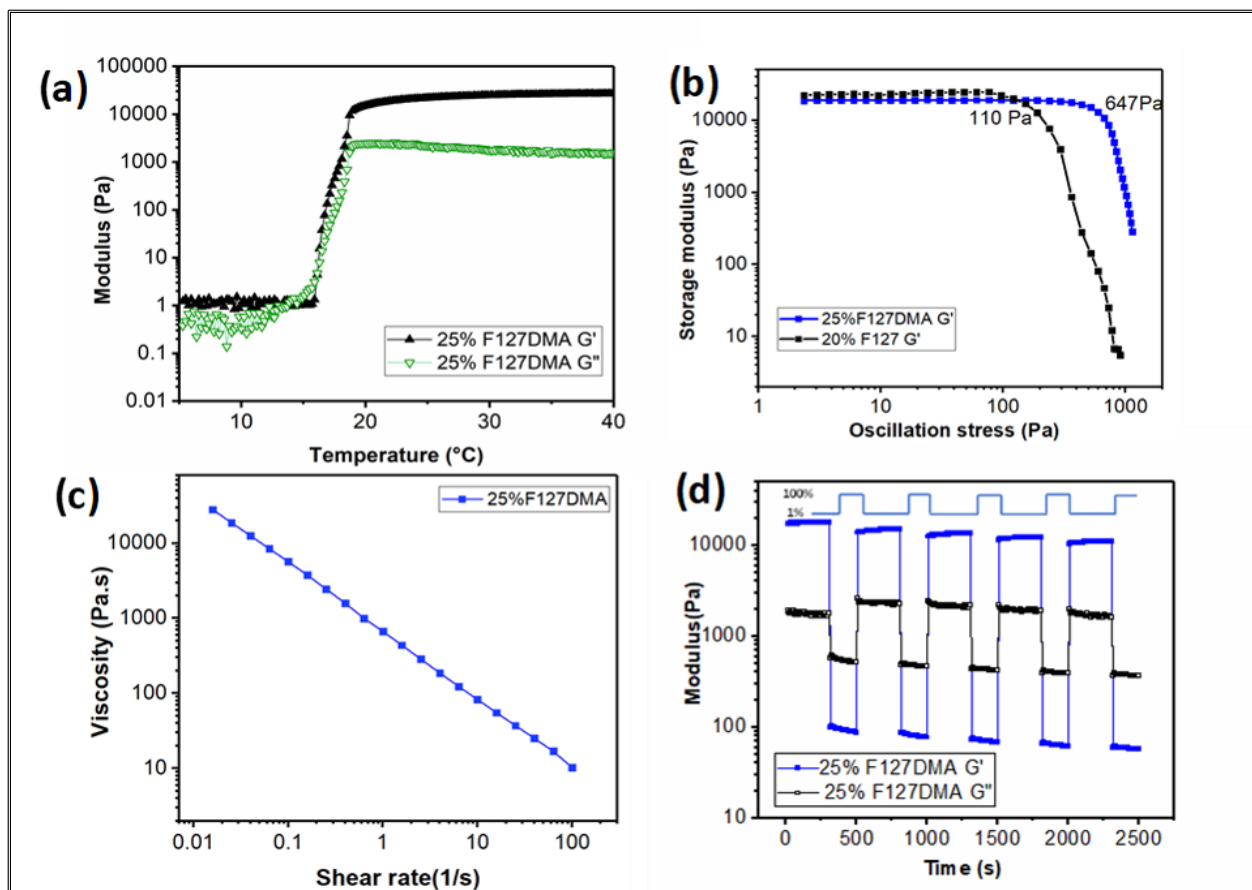 (a)
100000
10000
1000
100
10
1
0.1
0.01
Modulus (Pa)
10
20
30
40
Temperature (°C)
25% F127DMA G'
25% F127DMA G"
(b)
10000
1000
100
10
Storage modulus (Pa)
110 Pa
647Pa
25%F127DMA G'
20% F127 G'
1
10
100
1000
Oscillation stress (Pa)
(c)
25%F127DMA
10000
1000
100
10
Viscosity (Pa.s)
0.01
0.1
1
10
100
Shear rate(1/s)
(d)
100%
1%
10000
1000
100
10
Modulus(Pa)
25% F127DMA G'
25% F127DMA G"
0
500
1000
1500
2000
2500
Time (s)